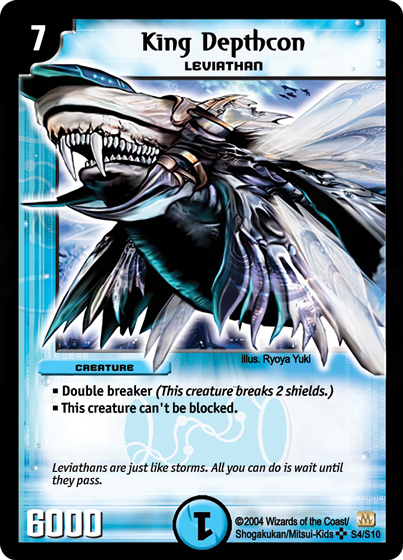 7
King Depthcon
LEVIATHAN
illus. Ryoya Yuki
CREATURE
▪ Double breaker (This creature breaks 2 shields.)
▪ This creature can't be blocked.
Leviathans are just like storms. All you can do is wait until
they pass.
6000
1
©2004 Wizards of the Coast/
Shogakukan/Mitsui-Kids S4/S10